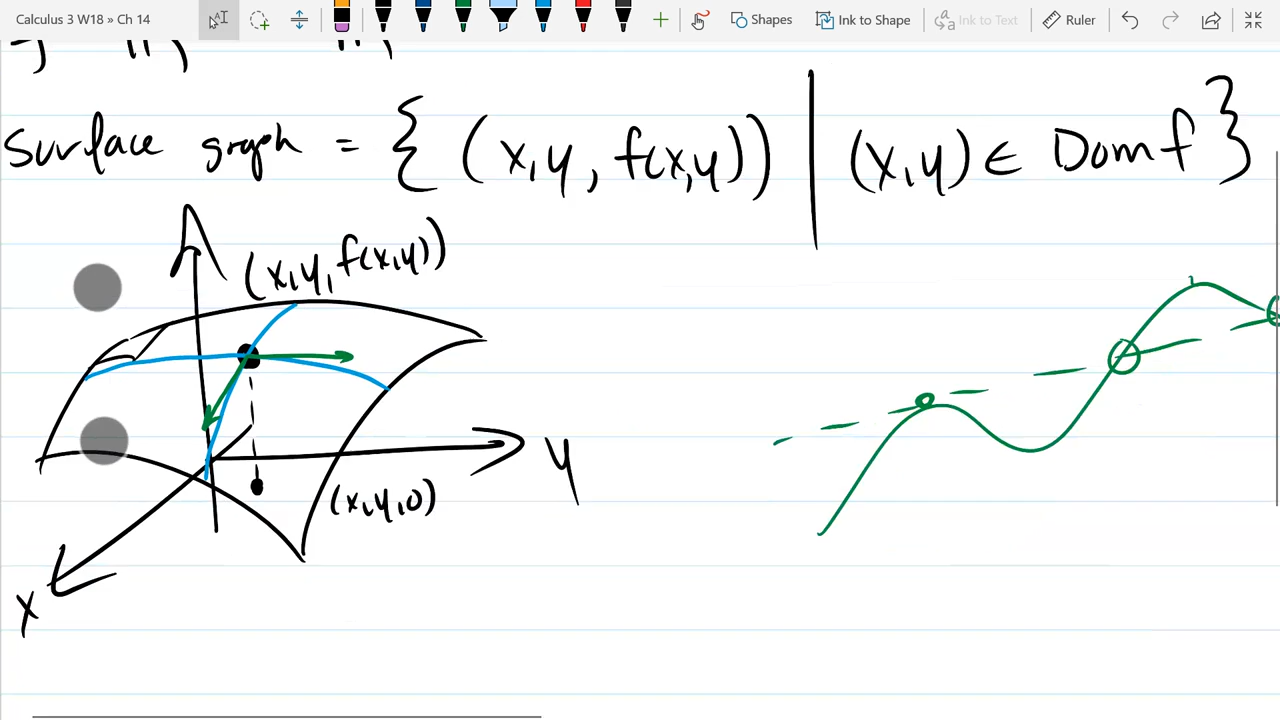 Calculus 3 W18 » Ch 14
Shapes
Ink to Shape
Ink to Text
Ruler
Surface graph = { (x,y, f(x,y)) | (x,y) ∈ Dom f }
(x,y, f(x,y))
y
(x,y,0)
x